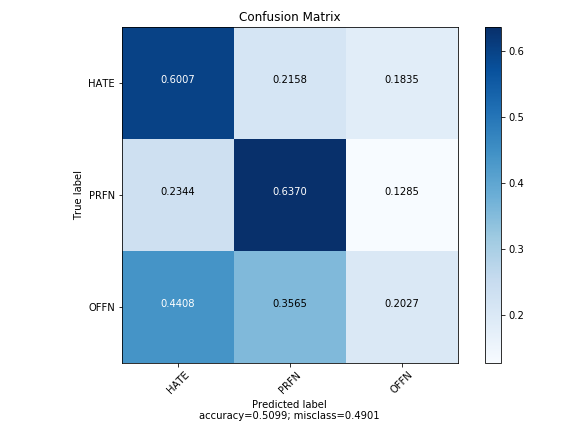 Confusion Matrix
HATE 0.6007 0.2158 0.1835
PRFN 0.2344 0.6370 0.1285
OFFN 0.4408 0.3565 0.2027
True label
HATE PRFN OFFN
Predicted label
accuracy=0.5099; misclass=0.4901
0.6
0.5
0.4
0.3
0.2